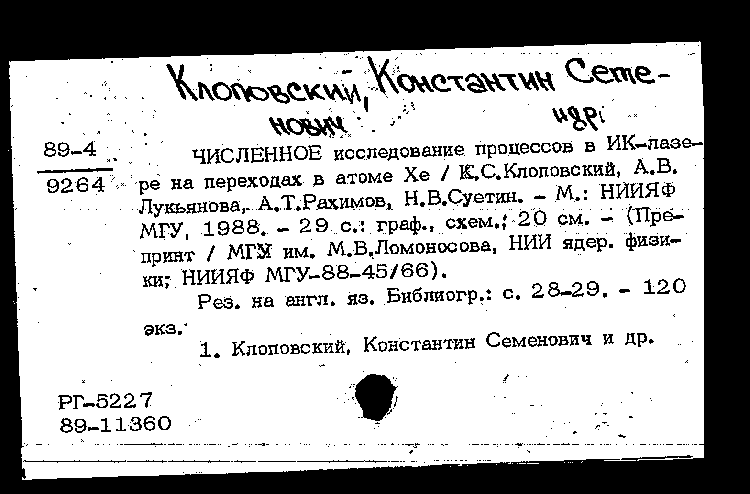 Клоповский, Константин Семе-
нович и др.
89-4
9264
ЧИСЛЕННОЕ исследование процессов в ИК-лазе-
ре на переходах в атоме Xe / К.С.Клоповский, А.В.
Лукьянова, А.Т.Рахимов, Н.В.Суетин. - М.: НИИЯФ
МГУ, 1988. - 29 с.: граф., схем.; 20 см. - (Пре-
принт / МГУ им. М.В.Ломоносова, НИИ ядер. физи-
ки; НИИЯФ МГУ-88-45/66).
Рез. на англ. яз. Библиогр.: с. 28-29. - 120
экз.
1. Клоповский, Константин Семенович и др.
РГ-5227
89-11360